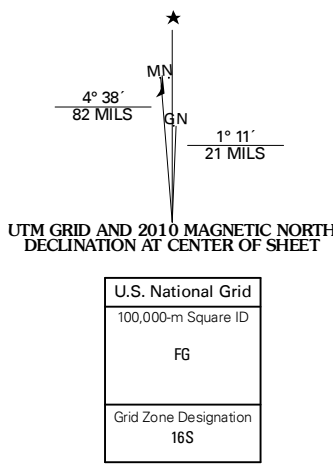 ★
MN
4° 38´
82 MILS
GN
1° 11´
21 MILS
UTM GRID AND 2010 MAGNETIC NORTH
DECLINATION AT CENTER OF SHEET
U.S. National Grid
100,000-m Square ID
FG
Grid Zone Designation
16S